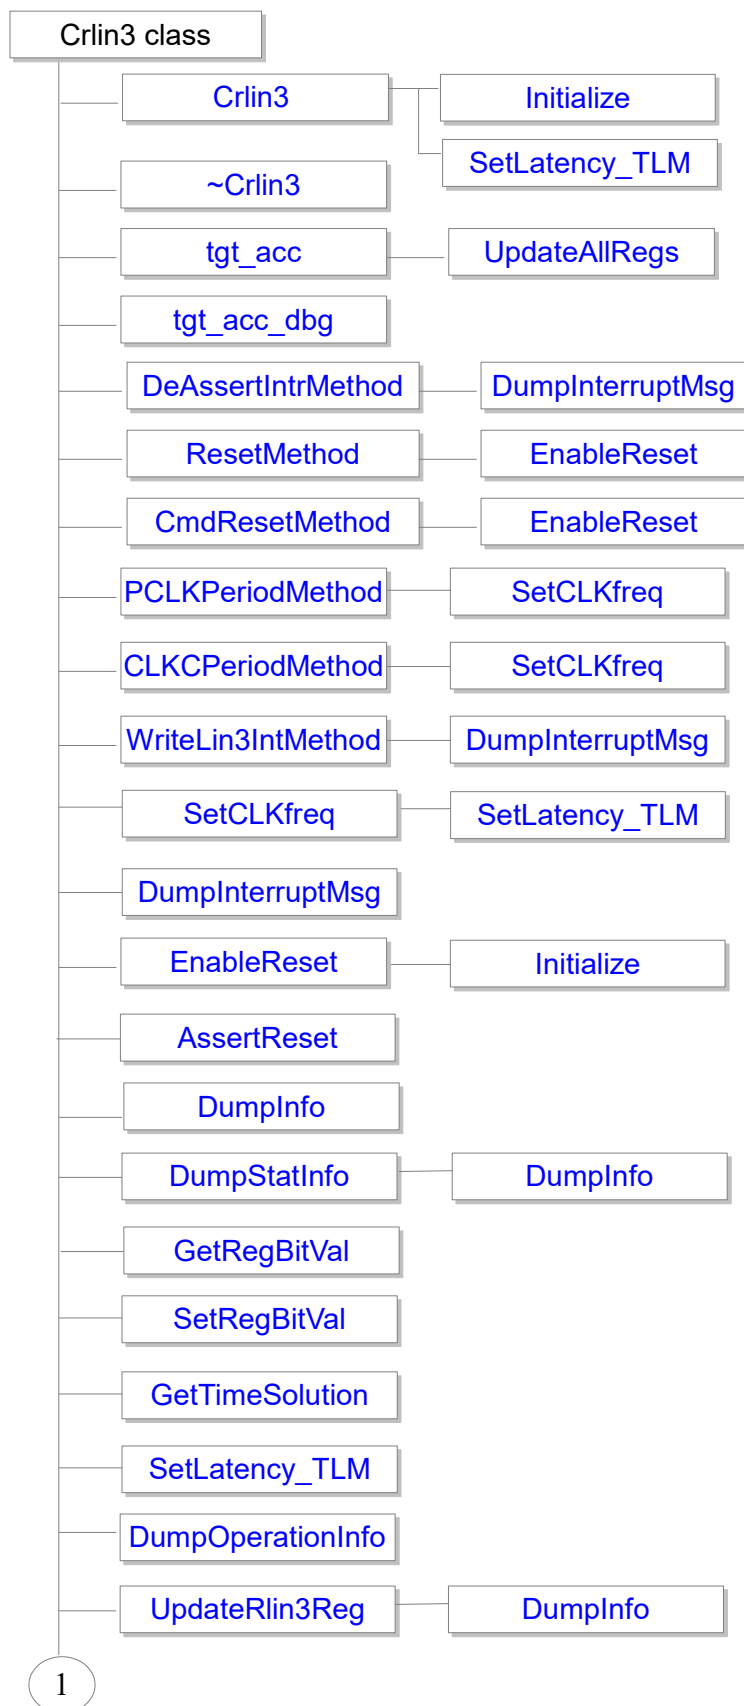 Crlin3 class
Crlin3
Initialize
SetLatency_TLM
~Crlin3
tgt_acc
UpdateAllRegs
tgt_acc_dbg
DeAssertIntrMethod
DumpInterruptMsg
ResetMethod
EnableReset
CmdResetMethod
EnableReset
PCLKPeriodMethod
SetCLKfreq
CLKCPeriodMethod
SetCLKfreq
WriteLin3IntMethod
DumpInterruptMsg
SetCLKfreq
SetLatency_TLM
DumpInterruptMsg
EnableReset
Initialize
AssertReset
DumpInfo
DumpStatInfo
DumpInfo
GetRegBitVal
SetRegBitVal
GetTimeSolution
SetLatency_TLM
DumpOperationInfo
UpdateRlin3Reg
DumpInfo
1